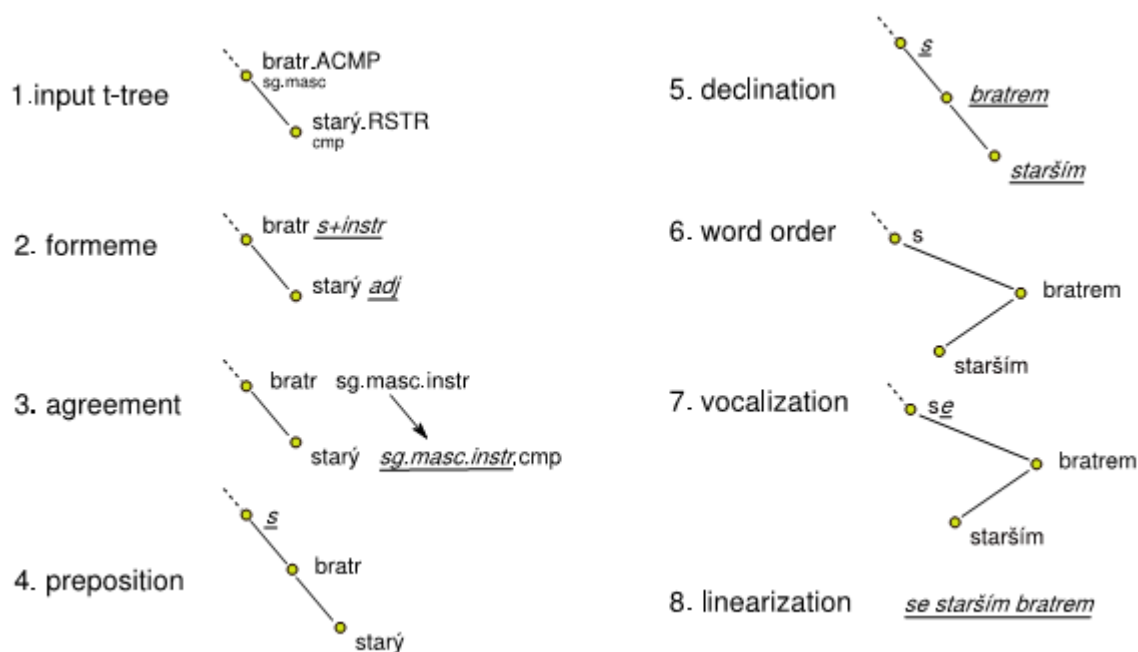 1.input t-tree
bratr.ACMP
sg.masc
starý.RSTR
cmp
2. formeme
bratr s+instr
starý adj
3. agreement
bratr sg.masc.instr
starý sg.masc.instr,cmp
4. preposition
s
bratr
starý
5. declination
s
bratrem
starším
6. word order
s
bratrem
starším
7. vocalization
se
bratrem
starším
8. linearization
se starším bratrem